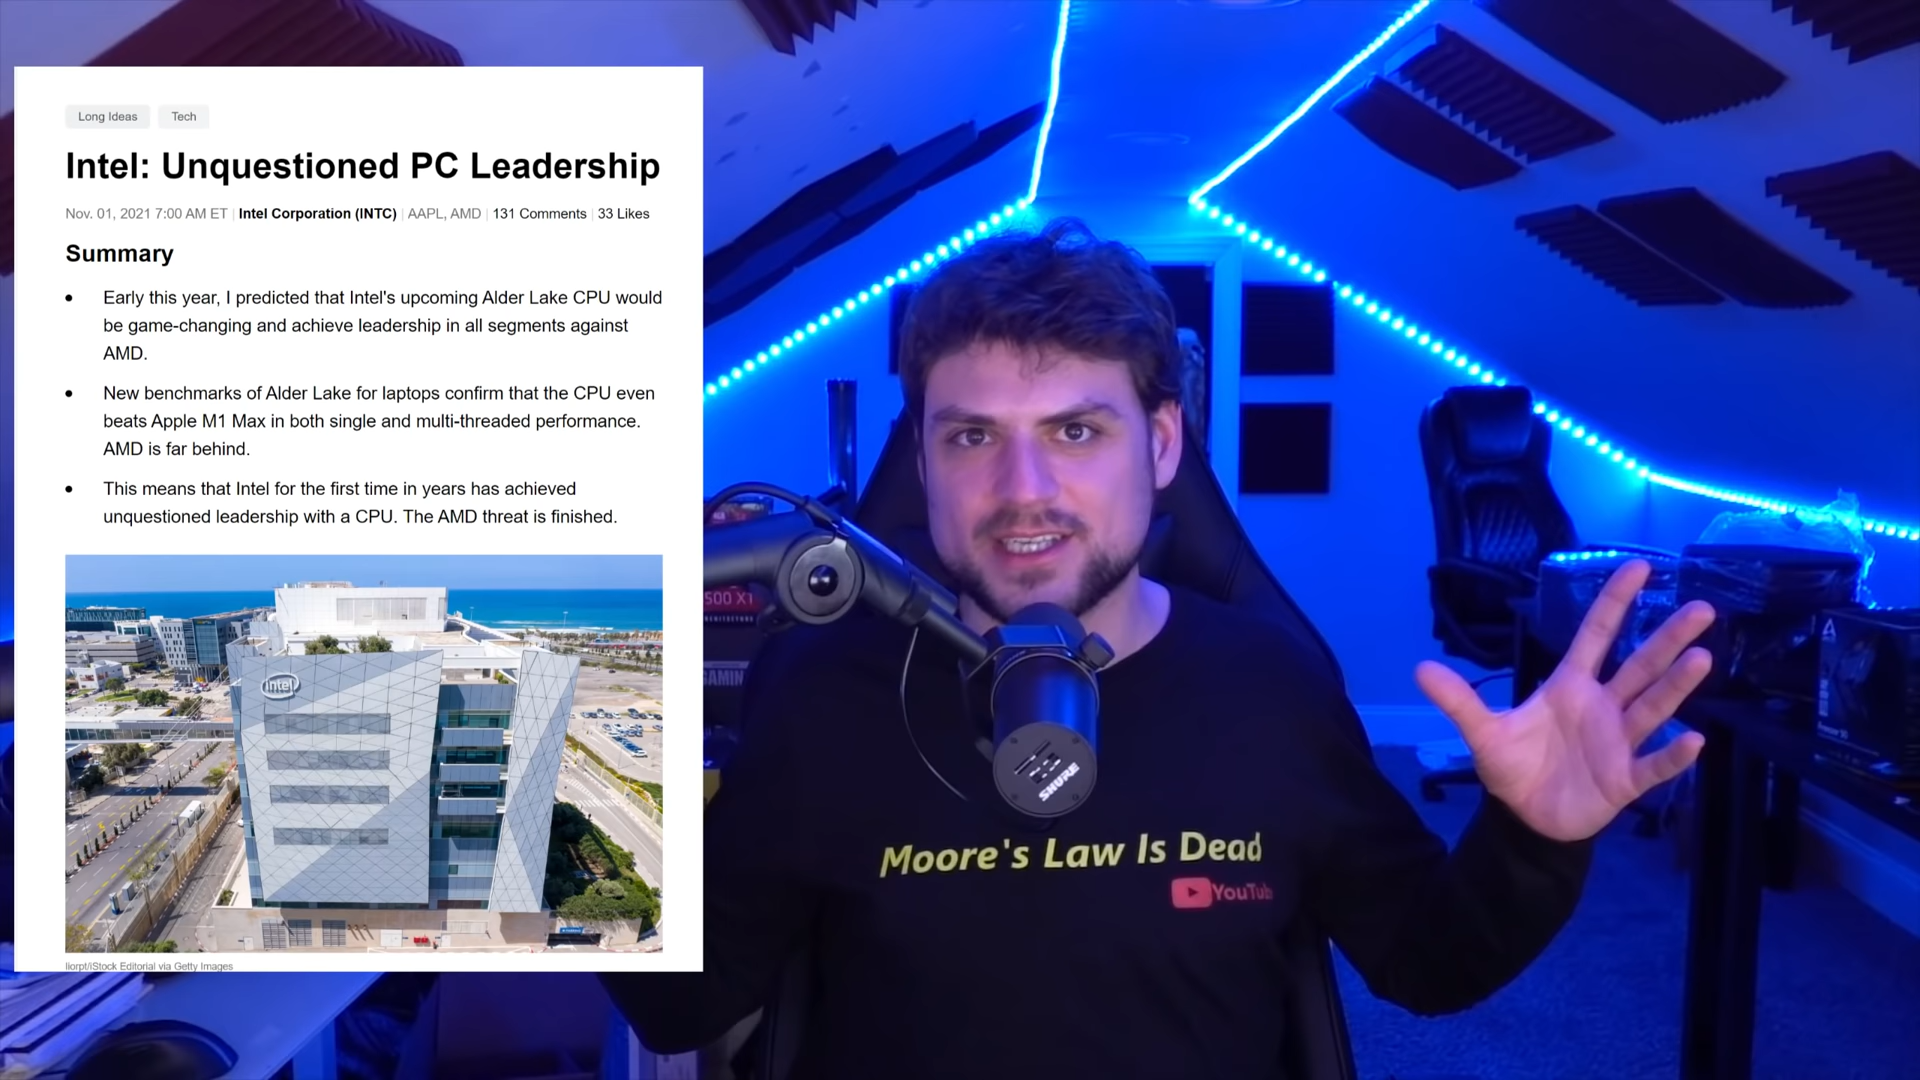 Long Ideas Tech
Intel: Unquestioned PC Leadership
Nov. 01, 2021 7:00 AM ET | Intel Corporation (INTC) | AAPL, AMD | 131 Comments | 33 Likes
Summary
• Early this year, I predicted that Intel's upcoming Alder Lake CPU would
be game-changing and achieve leadership in all segments against
AMD.
• New benchmarks of Alder Lake for laptops confirm that the CPU even
beats Apple M1 Max in both single and multi-threaded performance.
AMD is far behind.
• This means that Intel for the first time in years has achieved
unquestioned leadership with a CPU. The AMD threat is finished.
intel
liorpt/iStock Editorial via Getty Images
500 XT
GAMIN
SHURE
Moore's Law Is Dead
YouTub